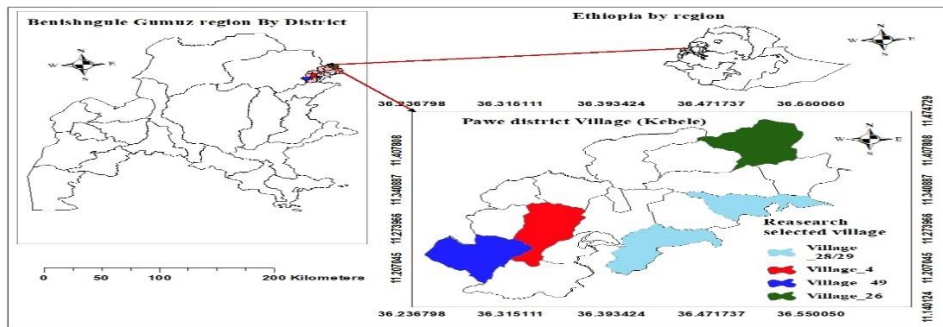 Benishngule Gumuz region By District
N
W E
S
0 50 100 200 Kilometers
Ethiopia by region
N
W E
S
36.236798 36.315111 36.393424 36.471737 36.550050
Pawe district Village (Kebele)
N
W E
S
11.407808
11.340887
11.273966
11.207045
11.474729
11.407808
11.340887
11.273966
11.207045
11.140124
Reasearch
selected village
Village
_28/29
Village_4
Village_49
Village_26
36.236798 36.315111 36.393424 36.471737 36.550050